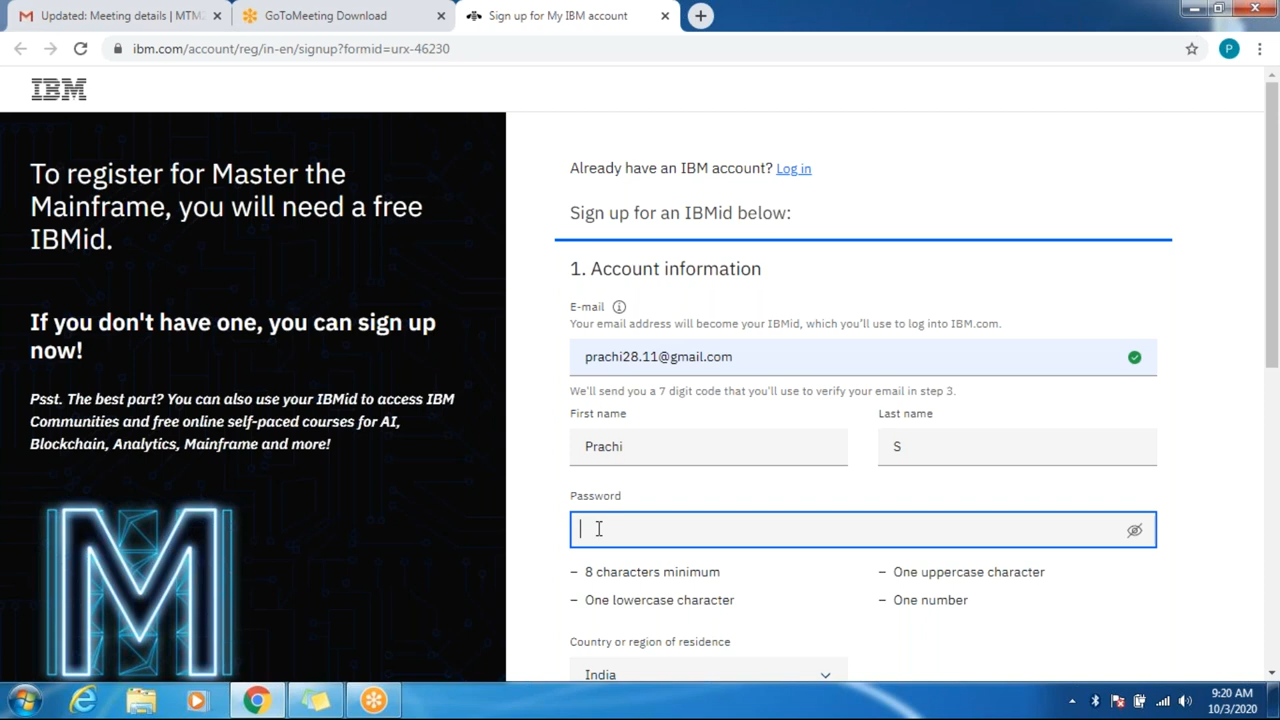 Updated: Meeting details | MTM2
GoToMeeting Download
Sign up for My IBM account
ibm.com/account/reg/in-en/signup?formid=urx-46230
P
IBM
To register for Master the
Mainframe, you will need a free
IBMid.
If you don't have one, you can sign up
now!
Psst. The best part? You can also use your IBMid to access IBM
Communities and free online self-paced courses for AI,
Blockchain, Analytics, Mainframe and more!
M
Already have an IBM account? Log in
Sign up for an IBMid below:
1. Account information
E-mail
Your email address will become your IBMid, which you'll use to log into IBM.com.
prachi28.11@gmail.com
We'll send you a 7 digit code that you'll use to verify your email in step 3.
First name
Last name
Prachi
S
Password
– 8 characters minimum
– One uppercase character
– One lowercase character
– One number
Country or region of residence
India
9:20 AM
10/3/2020